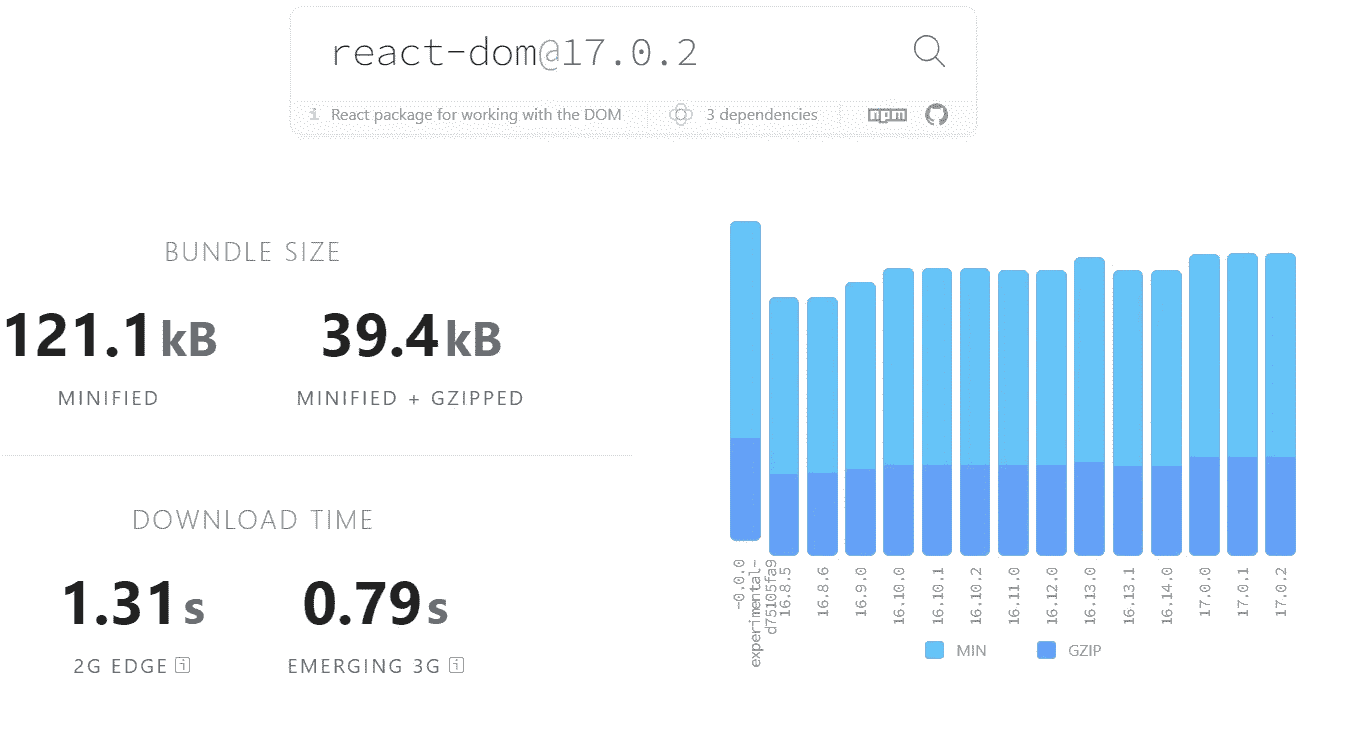 react-dom@17.0.2
React package for working with the DOM
3 dependencies
npm
BUNDLE SIZE
121.1 kB
39.4 kB
MINIFIED
MINIFIED + GZIPPED
DOWNLOAD TIME
1.31 s
0.79 s
2G EDGE
EMERGING 3G
~0.0.0
experimental-
d75105fa9
16.8.5
16.8.6
16.9.0
16.10.0
16.10.1
16.10.2
16.11.0
16.12.0
16.13.0
16.13.1
16.14.0
17.0.0
17.0.1
17.0.2
MIN
GZIP